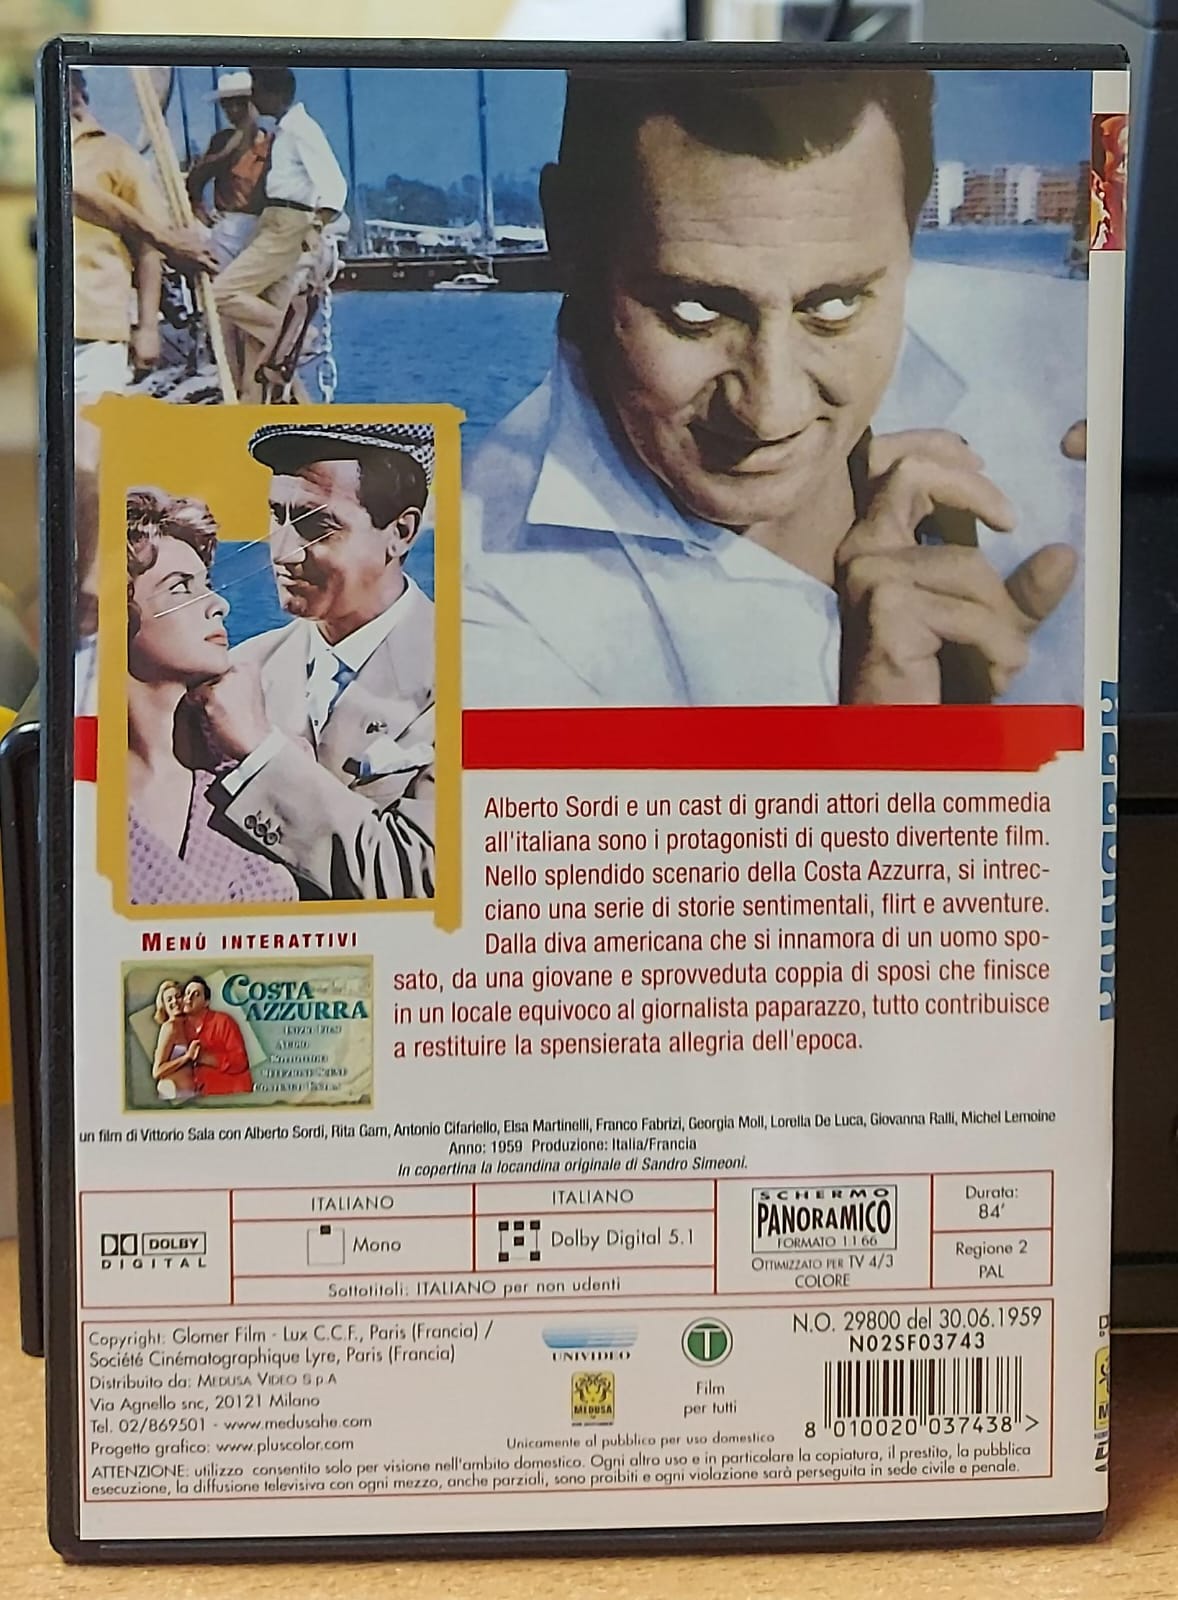 Alberto Sordi e un cast di grandi attori della commedia
all'italiana sono i protagonisti di questo divertente film.
Nello splendido scenario della Costa Azzurra, si intrec-
ciano una serie di storie sentimentali, flirt e avventure.
Dalla diva americana che si innamora di un uomo spo-
sato, da una giovane e sprovveduta coppia di sposi che finisce
in un locale equivoco al giornalista paparazzo, tutto contribuisce
a restituire la spensierata allegria dell'epoca.
MENÙ INTERATTIVI
COSTA
AZZURRA
un film di Vittorio Sala con Alberto Sordi, Rita Gam, Antonio Cifariello, Elsa Martinelli, Franco Fabrizi, Georgia Moll, Lorella De Luca, Giovanna Ralli, Michel Lemoine
Anno: 1959 Produzione: Italia/Francia
In copertina la locandina originale di Sandro Simeoni.
DOLBY
DIGITAL
ITALIANO
Mono
ITALIANO
Dolby Digital 5.1
Sottotitoli: ITALIANO per non udenti
SCHERMO
PANORAMICO
FORMATO 1:1.66
OTTIMIZZATO PER TV 4/3
COLORE
Durata:
84'
Regione 2
PAL
Copyright: Glomer Film - Lux C.C.F., Paris (Francia) /
Société Cinématographique Lyre, Paris (Francia)
Distribuito da: MEDUSA VIDEO S.p.A
Via Agnello snc, 20121 Milano
Tel. 02/869501 - www.medusahe.com
Progetto grafico: www.pluscolor.com
UNIVIDEO
MEDUSA
T
Film
per tutti
N.O. 29800 del 30.06.1959
N02SF03743
8 010020 037438 >
Unicamente al pubblico per uso domestico
ATTENZIONE: utilizzo consentito solo per visione nell'ambito domestico. Ogni altro uso e in particolare la copiatura, il prestito, la pubblica
esecuzione, la diffusione televisiva con ogni mezzo, anche parziali, sono proibiti e ogni violazione sarà perseguita in sede civile e penale.